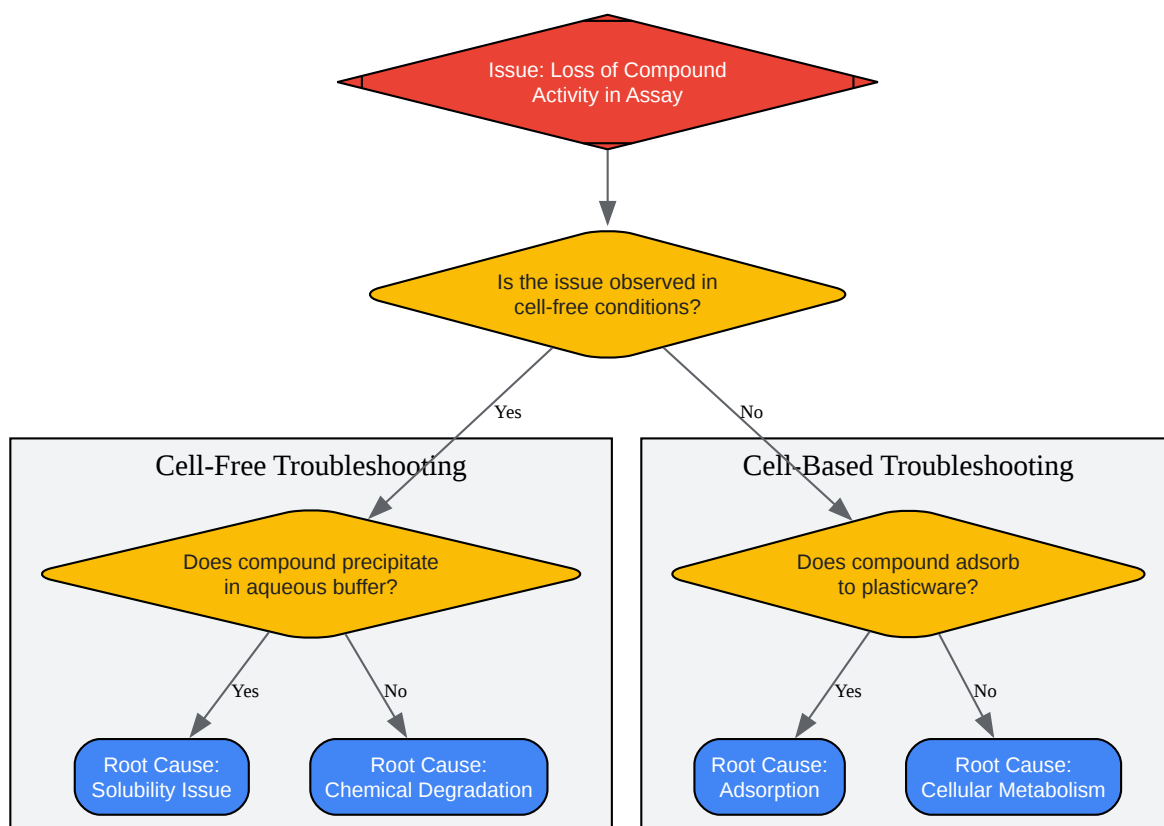 Issue: Loss of Compound
Activity in Assay
Is the issue observed in
cell-free conditions?
Yes
No
Cell-Free Troubleshooting
Cell-Based Troubleshooting
Does compound precipitate
in aqueous buffer?
Does compound adsorb
to plasticware?
Yes
No
Yes
No
Root Cause:
Solubility Issue
Root Cause:
Chemical Degradation
Root Cause:
Adsorption
Root Cause:
Cellular Metabolism